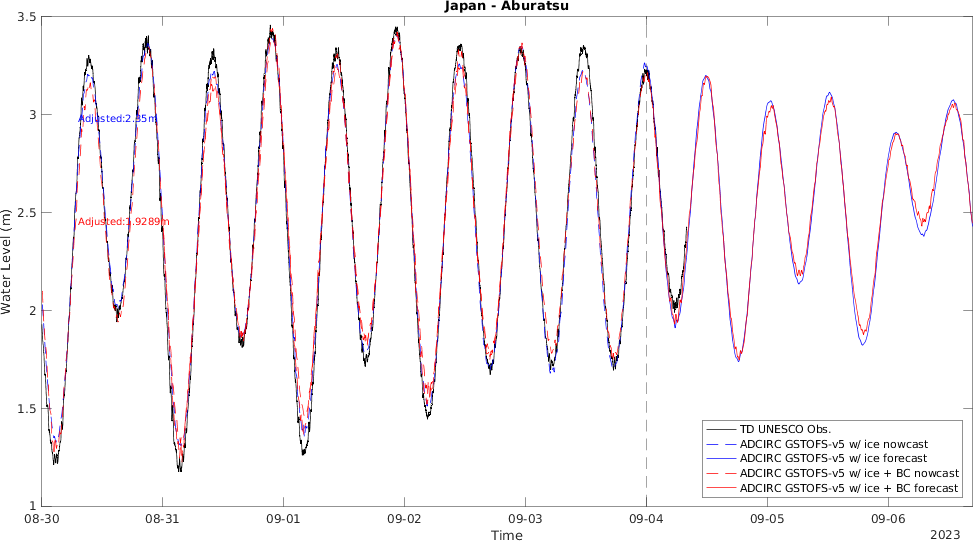 Japan - Aburatsu
3.5
3
2.5
2
1.5
1
Water Level (m)
Adjusted:2.35m
Adjusted:1.9289m
TD UNESCO Obs.
ADCIRC GSTOFS-v5 w/ ice nowcast
ADCIRC GSTOFS-v5 w/ ice forecast
ADCIRC GSTOFS-v5 w/ ice + BC nowcast
ADCIRC GSTOFS-v5 w/ ice + BC forecast
08-30 08-31 09-01 09-02 09-03 09-04 09-05 09-06
Time
2023